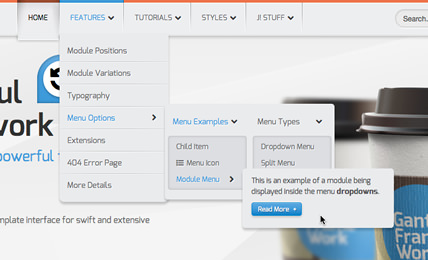 HOME
FEATURES
TUTORIALS
STYLES
J! STUFF
Search..
Module Positions
Module Variations
Typography
Menu Options
Extensions
404 Error Page
More Details
Menu Examples
Menu Types
Child Item
Menu Icon
Module Menu
Dropdown Menu
Split Menu
This is an example of a module being
displayed inside the menu dropdowns.
Read More
ul
work
powerful
mplate interface for swift and extensive
Gant
Fram
Work
Work